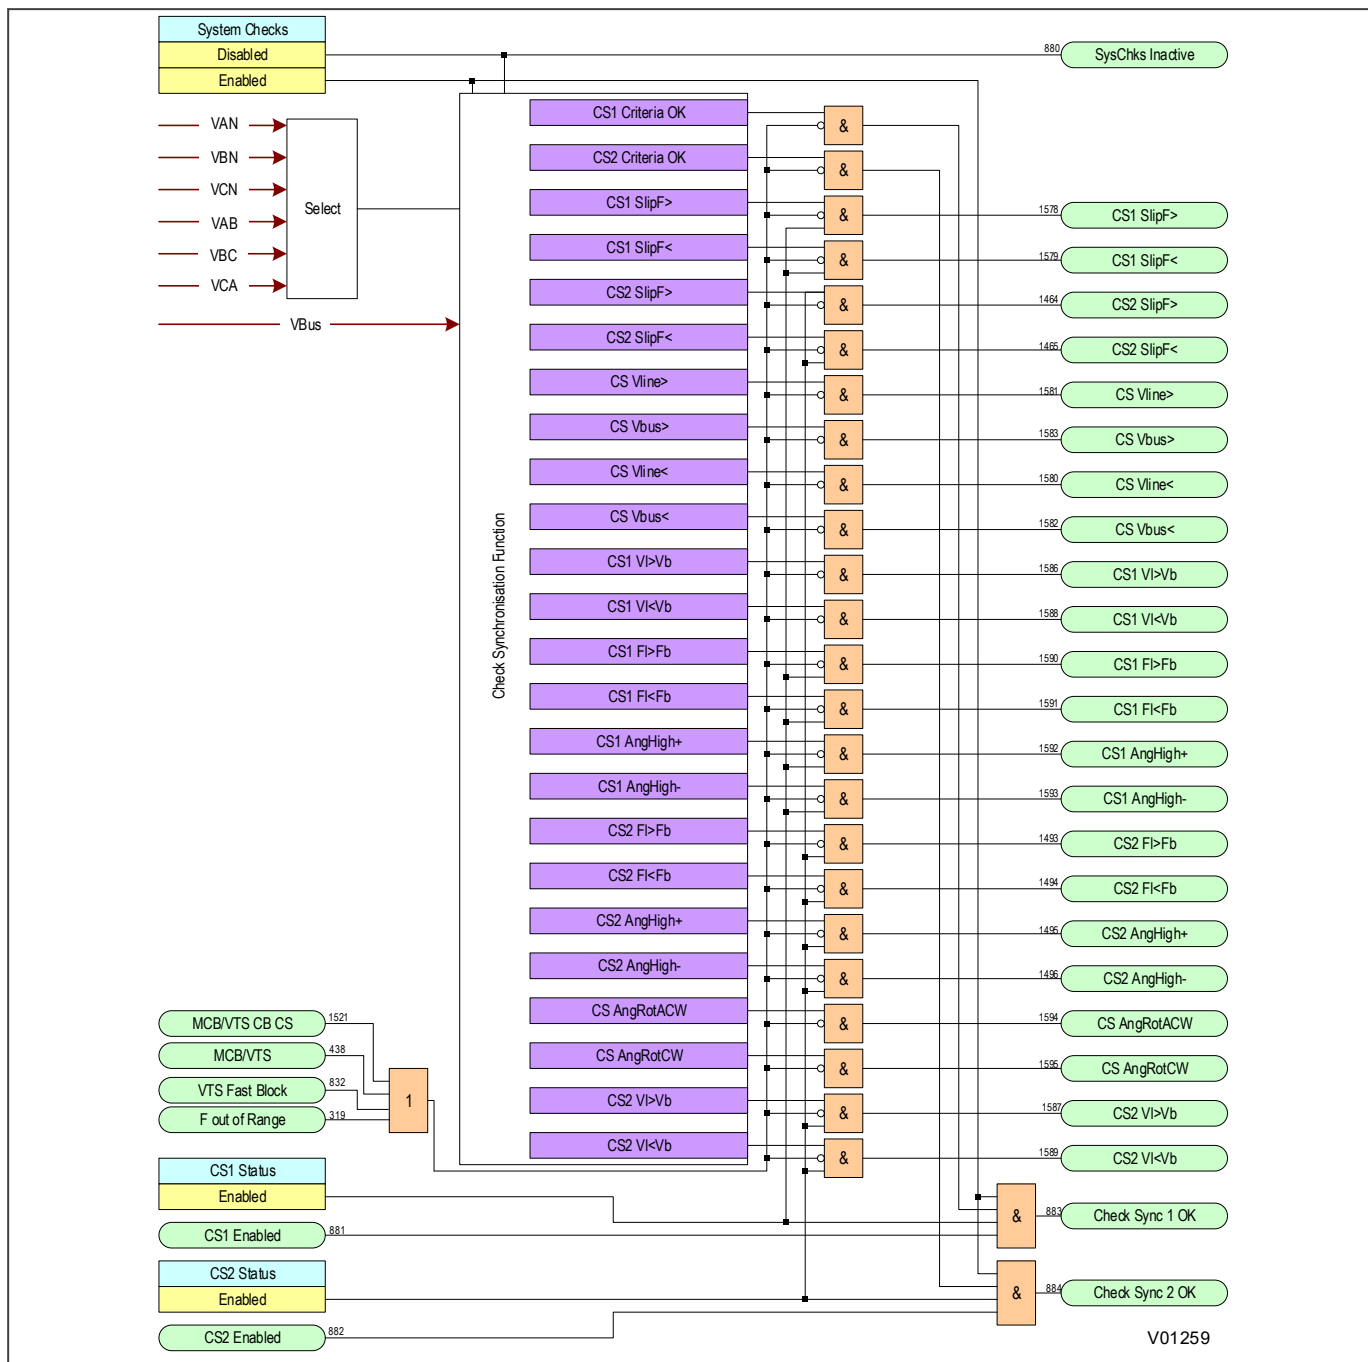 System Checks
Disabled
Enabled
880
SysChks Inactive
VAN
VBN
VCN
VAB
VBC
VCA
Select
VBus
Check Synchronisation Function
CS1 Criteria OK
&
CS2 Criteria OK
&
CS1 SlipF>
&
1578
CS1 SlipF>
CS1 SlipF<
&
1579
CS1 SlipF<
CS2 SlipF>
&
1464
CS2 SlipF>
CS2 SlipF<
&
1465
CS2 SlipF<
CS Vline>
&
1581
CS Vline>
CS Vbus>
&
1583
CS Vbus>
CS Vline<
&
1580
CS Vline<
CS Vbus<
&
1582
CS Vbus<
CS1 Vl>Vb
&
1586
CS1 Vl>Vb
CS1 Vl<Vb
&
1588
CS1 Vl<Vb
CS1 Fl>Fb
&
1590
CS1 Fl>Fb
CS1 Fl<Fb
&
1591
CS1 Fl<Fb
CS1 AngHigh+
&
1592
CS1 AngHigh+
CS1 AngHigh-
&
1593
CS1 AngHigh-
CS2 Fl>Fb
&
1493
CS2 Fl>Fb
CS2 Fl<Fb
&
1494
CS2 Fl<Fb
CS2 AngHigh+
&
1495
CS2 AngHigh+
CS2 AngHigh-
&
1496
CS2 AngHigh-
CS AngRotACW
&
1594
CS AngRotACW
CS AngRotCW
&
1595
CS AngRotCW
CS2 Vl>Vb
&
1587
CS2 Vl>Vb
CS2 Vl<Vb
&
1589
CS2 Vl<Vb
MCB/VTS CB CS
1521
MCB/VTS
438
VTS Fast Block
832
F out of Range
319
1
CS1 Status
Enabled
CS1 Enabled
881
&
883
Check Sync 1 OK
CS2 Status
Enabled
CS2 Enabled
882
&
884
Check Sync 2 OK
V01259